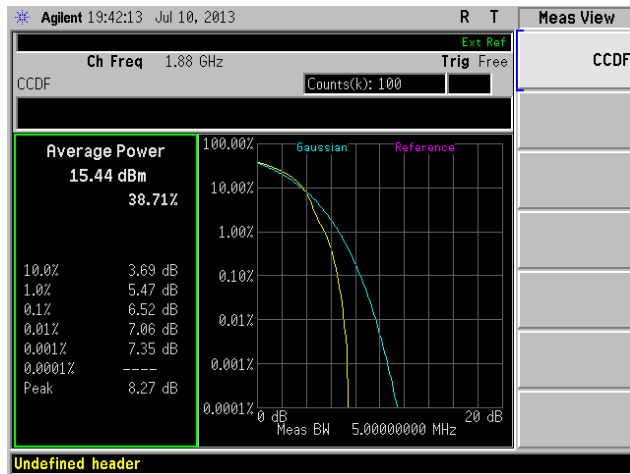 Agilent 19:42:13 Jul 10, 2013 R T
Meas View
Ext Ref
Ch Freq 1.88 GHz Trig Free
CCDF Counts(k): 100
CCDF
Average Power
15.44 dBm
38.71%
10.0% 3.69 dB
1.0% 5.47 dB
0.1% 6.52 dB
0.01% 7.06 dB
0.001% 7.35 dB
0.0001% ----
Peak 8.27 dB
100.00% Gaussian Reference
10.00%
1.00%
0.10%
0.01%
0.001%
0.0001%
0 dB 20 dB
Meas BW 5.00000000 MHz
Undefined header